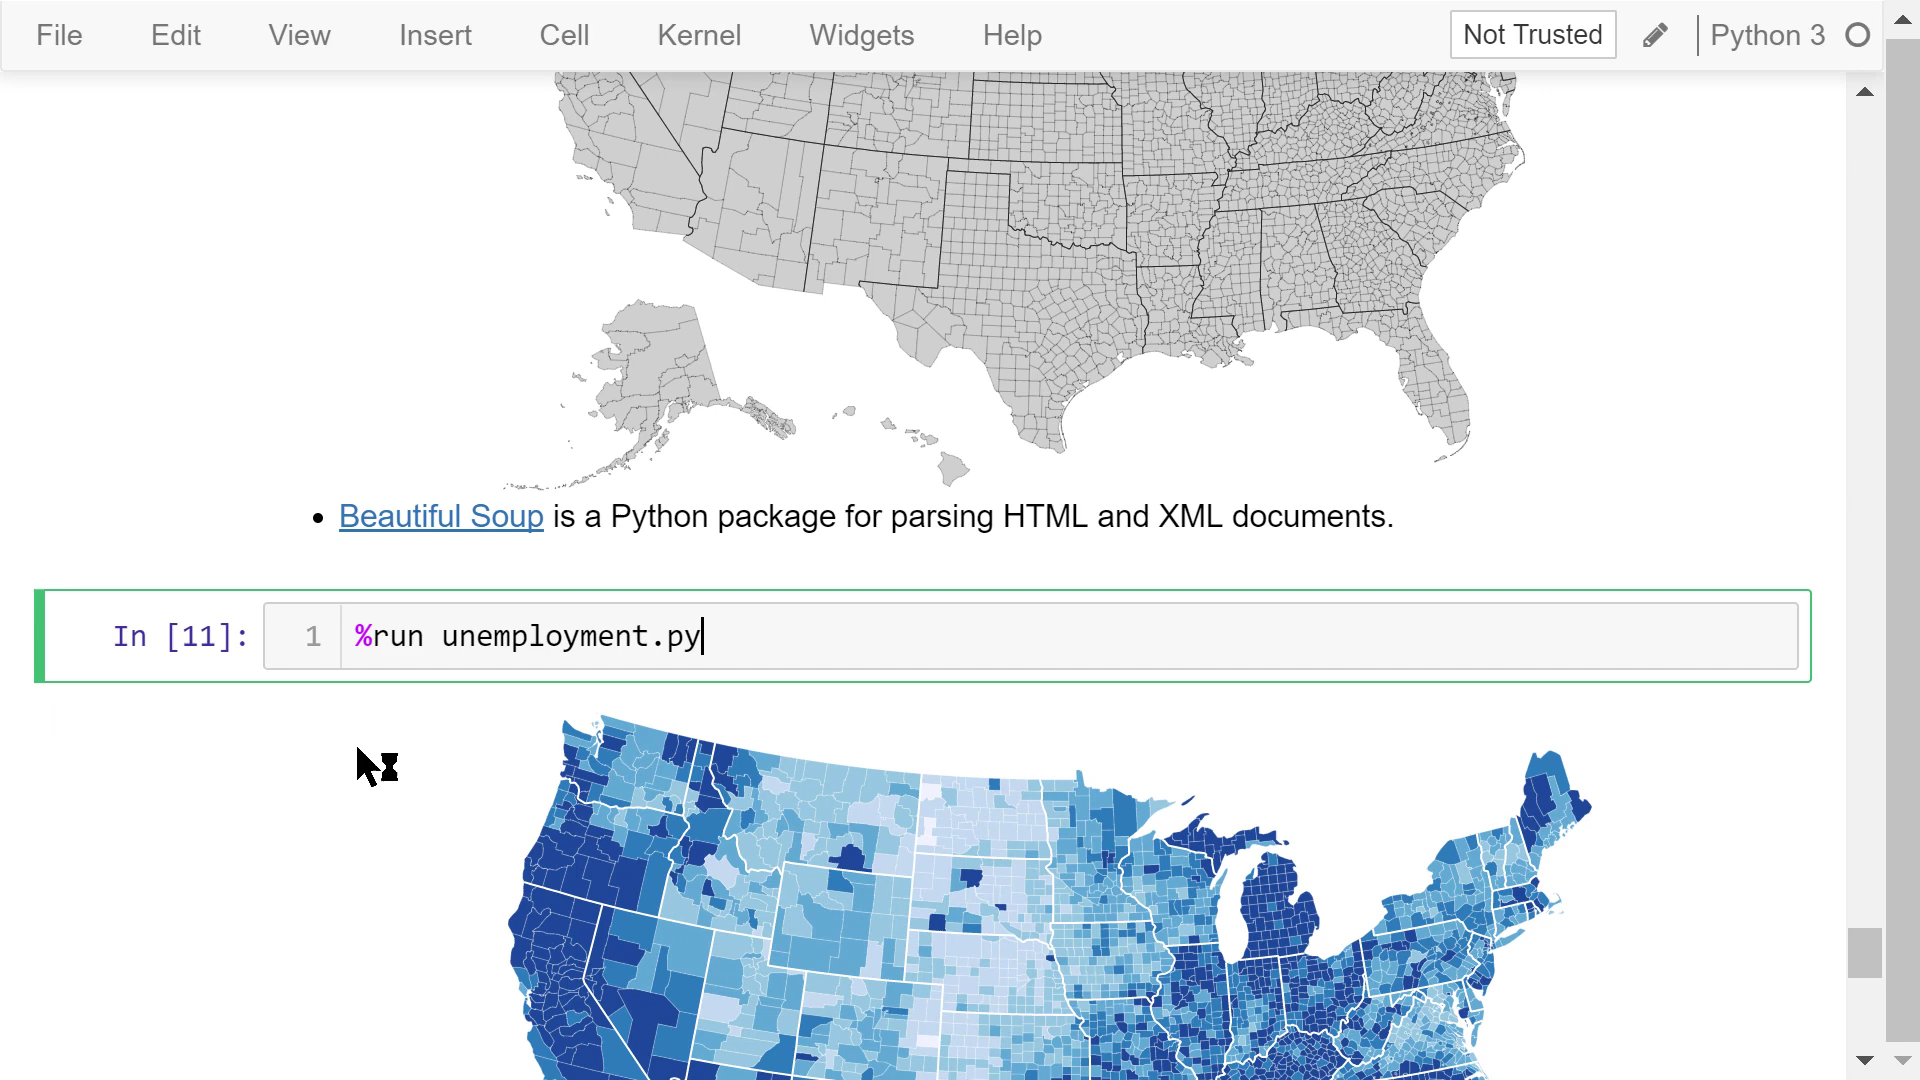 File Edit View Insert Cell Kernel Widgets Help Not Trusted Python 3
Beautiful Soup is a Python package for parsing HTML and XML documents.
In [11]: 1 %run unemployment.py